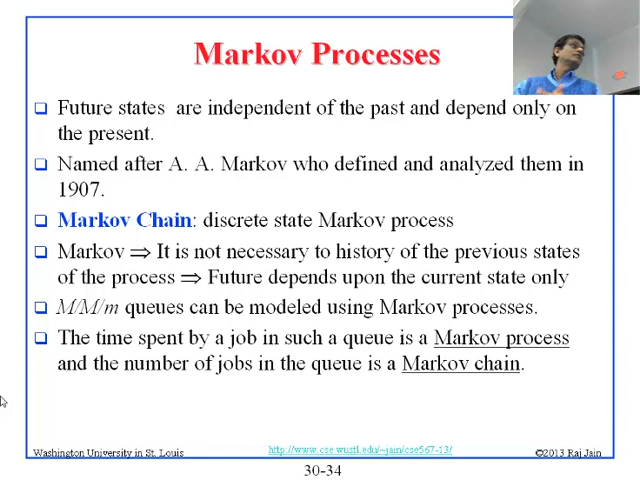 Markov Processes
Future states are independent of the past and depend only on
the present.
Named after A. A. Markov who defined and analyzed them in
1907.
Markov Chain: discrete state Markov process
Markov ⇒ It is not necessary to history of the previous states
of the process ⇒ Future depends upon the current state only
M/M/m queues can be modeled using Markov processes.
The time spent by a job in such a queue is a Markov process
and the number of jobs in the queue is a Markov chain.
Washington University in St. Louis
http://www.cse.wustl.edu/~jain/cse567-13/
©2013 Raj Jain
30-34